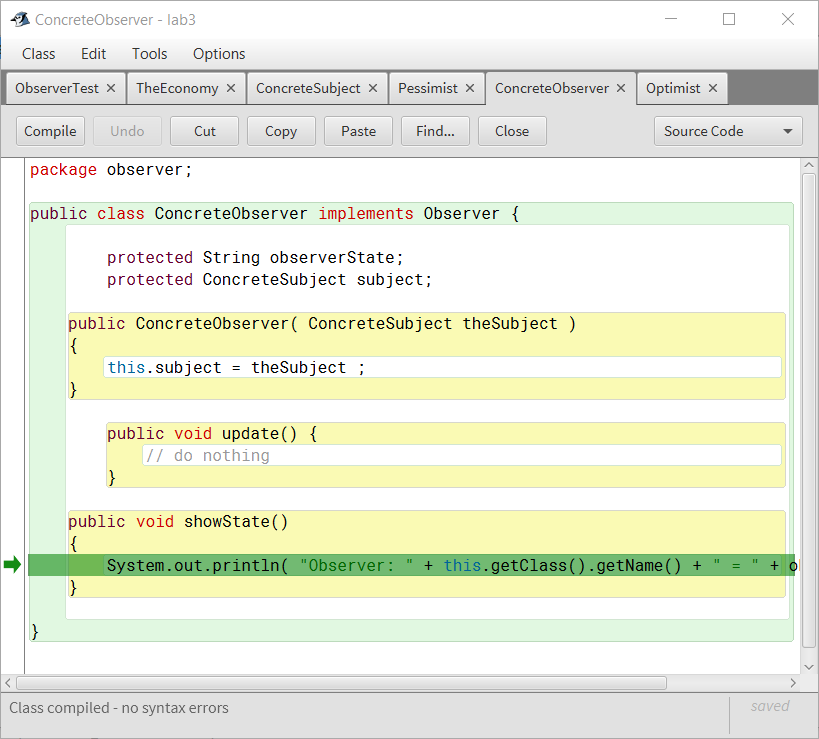 ConcreteObserver - lab3
Class Edit Tools Options
ObserverTest TheEconomy ConcreteSubject Pessimist ConcreteObserver Optimist
Compile Undo Cut Copy Paste Find... Close Source Code
package observer;
public class ConcreteObserver implements Observer {
protected String observerState;
protected ConcreteSubject subject;
public ConcreteObserver( ConcreteSubject theSubject )
{
this.subject = theSubject ;
}
public void update() {
// do nothing
}
public void showState()
{
System.out.println( "Observer: " + this.getClass().getName() + " = " + o
}
}
Class compiled - no syntax errors
saved